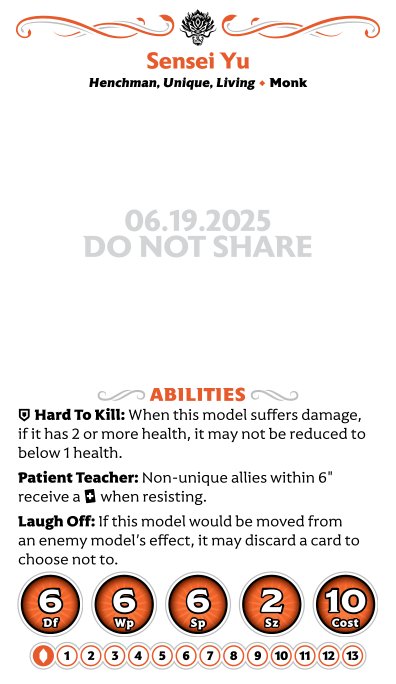 Sensei Yu
Henchman, Unique, Living • Monk
06.19.2025
DO NOT SHARE
ABILITIES
Hard To Kill: When this model suffers damage,
if it has 2 or more health, it may not be reduced to
below 1 health.
Patient Teacher: Non-unique allies within 6"
receive a + when resisting.
Laugh Off: If this model would be moved from
an enemy model’s effect, it may discard a card to
choose not to.
6 6 6 2 10
Df Wp Sp Sz Cost
1 2 3 4 5 6 7 8 9 10 11 12 13